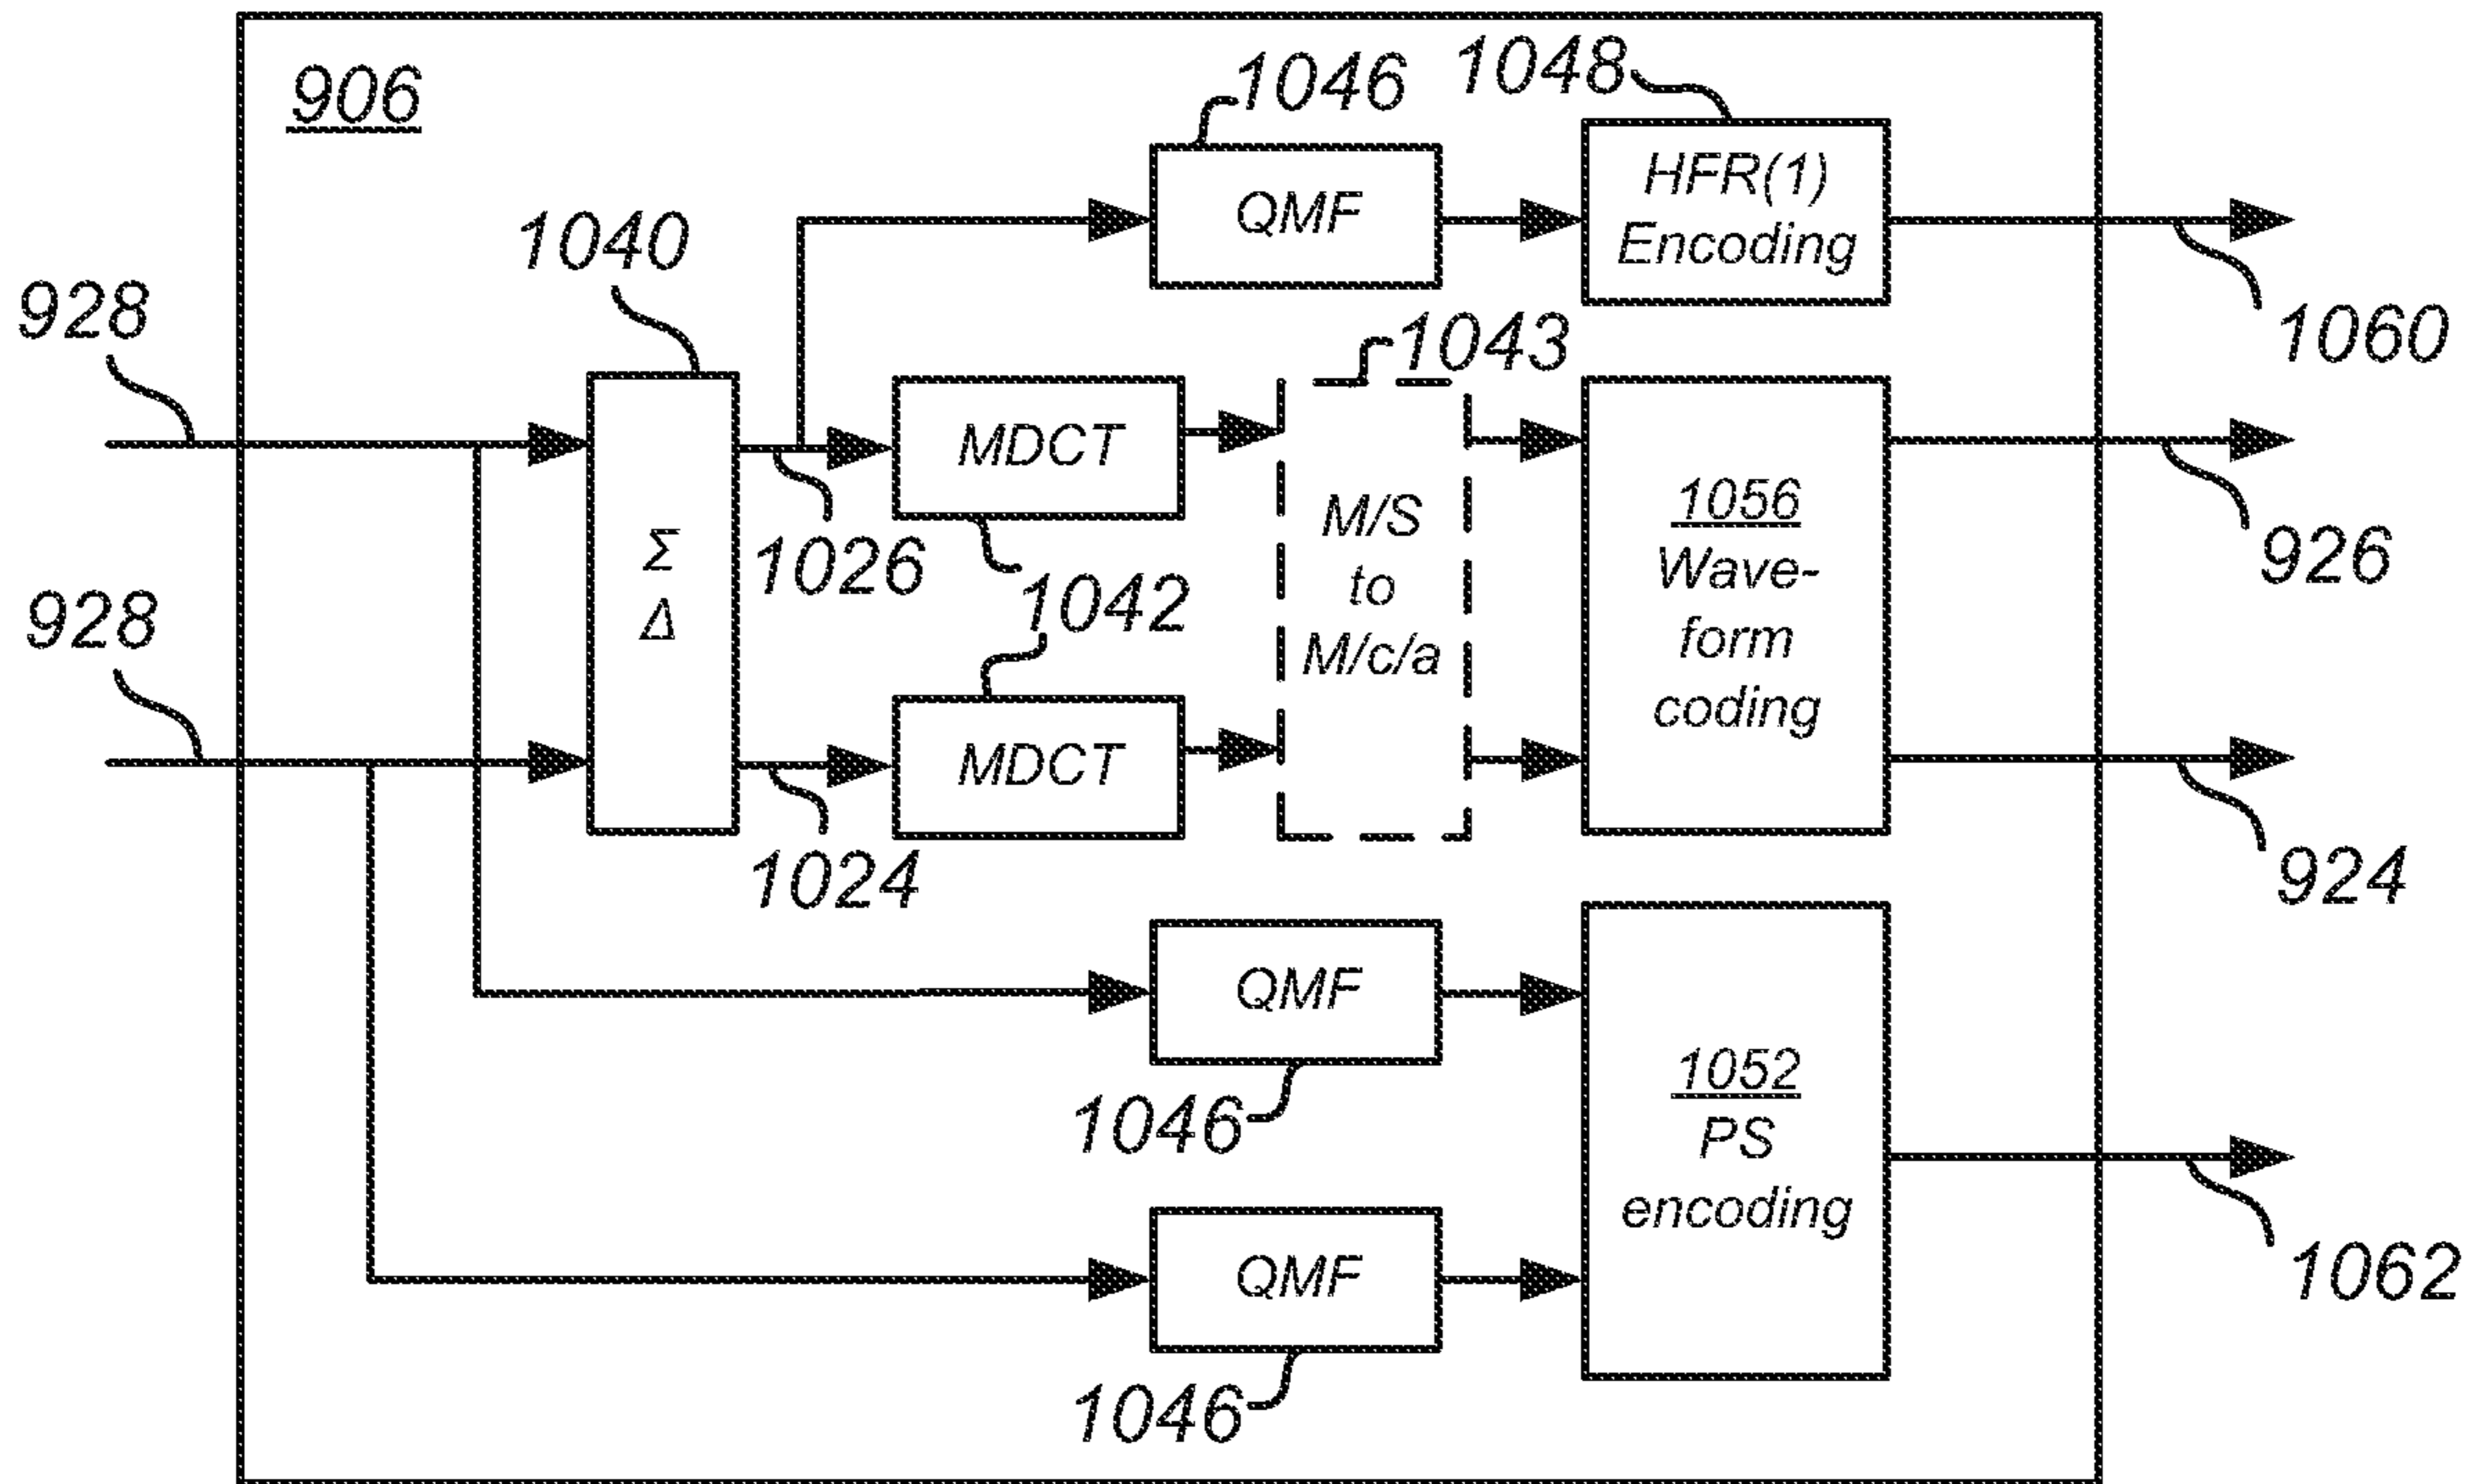 906
1046
1048
QMF
HFR(1)
Encoding
1060
1040
928
1043
MDCT
926
Σ
Δ
1026
M/S
to
M/c/a
1056
Wave-
form
coding
1042
928
MDCT
1024
924
QMF
1046
1052
PS
encoding
1062
QMF
1046